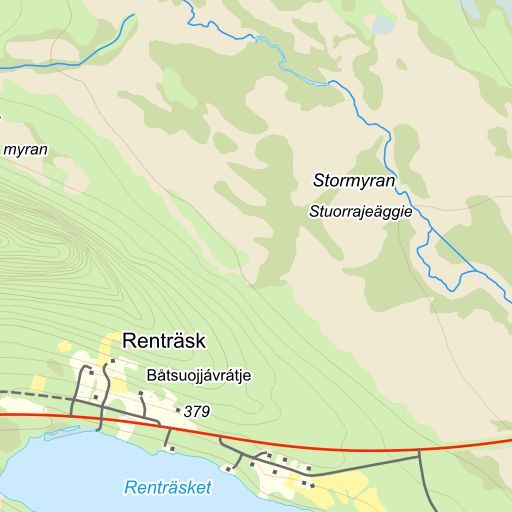 myran
Stormyran
Stuorrajeäggie
Renträsk
Båtsuojjávrátje
379
Renträsket